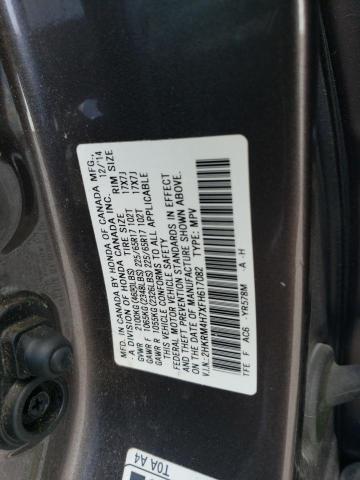 MFD. IN CANADA BY HONDA OF CANADA MFG., 12/14
A DIVISION OF HONDA CANADA INC.
TIRE SIZE RIM SIZE
GVWR 2100KG (4630LBS)
GAWR F 1065KG (2348LBS) 225/65R17 102T 17X7J
GAWR R 1055KG (2326LBS) 225/65R17 102T 17X7J
THIS VEHICLE CONFORMS TO ALL APPLICABLE
FEDERAL MOTOR VEHICLE SAFETY
AND THEFT PREVENTION STANDARDS IN EFFECT
ON THE DATE OF MANUFACTURE SHOWN ABOVE.
V.I.N.: 2HKRM4H7XFH617082 TYPE: MPV
TFE F AC6 -YR578M -A -H
T0A A4